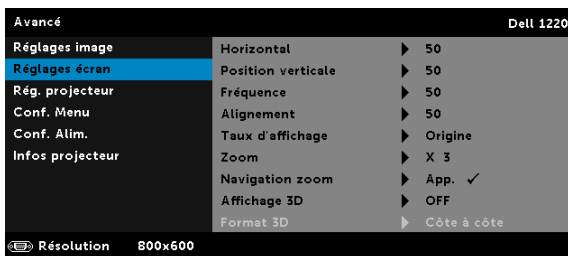 Avancé Dell 1220
Réglages image
Réglages écran
Rég. projecteur
Conf. Menu
Conf. Alim.
Infos projecteur
Horizontal 50
Position verticale 50
Fréquence 50
Alignement 50
Taux d'affichage Origine
Zoom X 3
Navigation zoom App. ✓
Affichage 3D OFF
Format 3D Côte à côte
Résolution 800x600